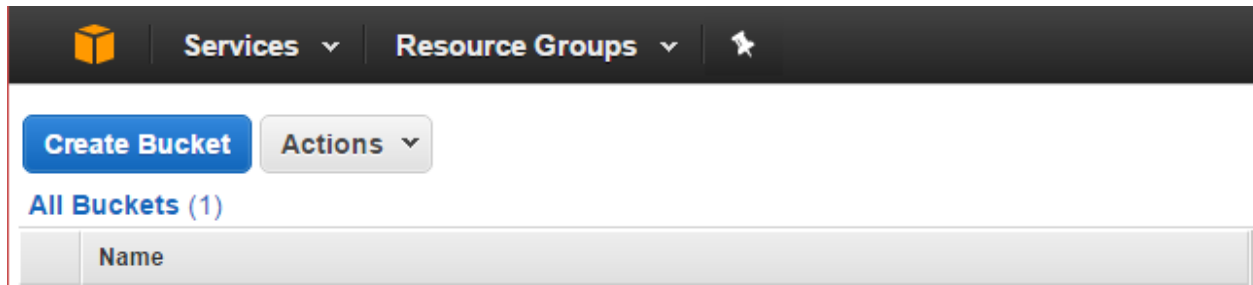 Services Resource Groups
Create Bucket Actions
All Buckets (1)
Name